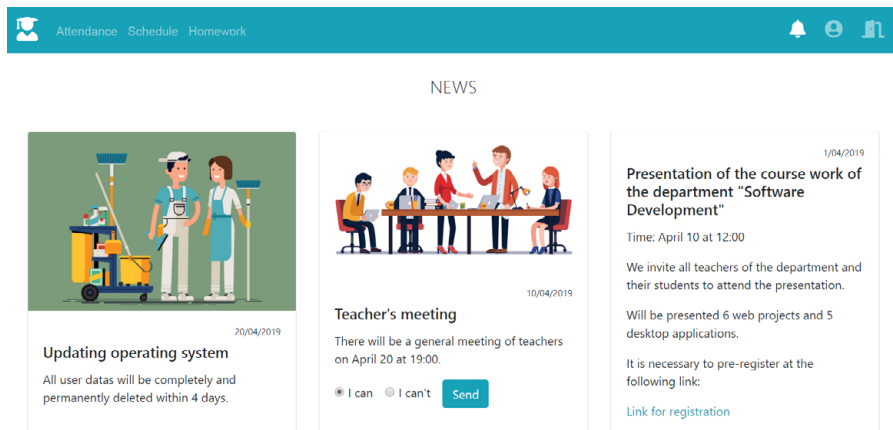 Attendance Schedule Homework
NEWS
20/04/2019
Updating operating system
All user datas will be completely and
permanently deleted within 4 days.
10/04/2019
Teacher's meeting
There will be a general meeting of teachers
on April 20 at 19:00.
I can I can't Send
1/04/2019
Presentation of the course work of
the department "Software
Development"
Time: April 10 at 12:00
We invite all teachers of the department and
their students to attend the presentation.
Will be presented 6 web projects and 5
desktop applications.
It is necessary to pre-register at the
following link:
Link for registration